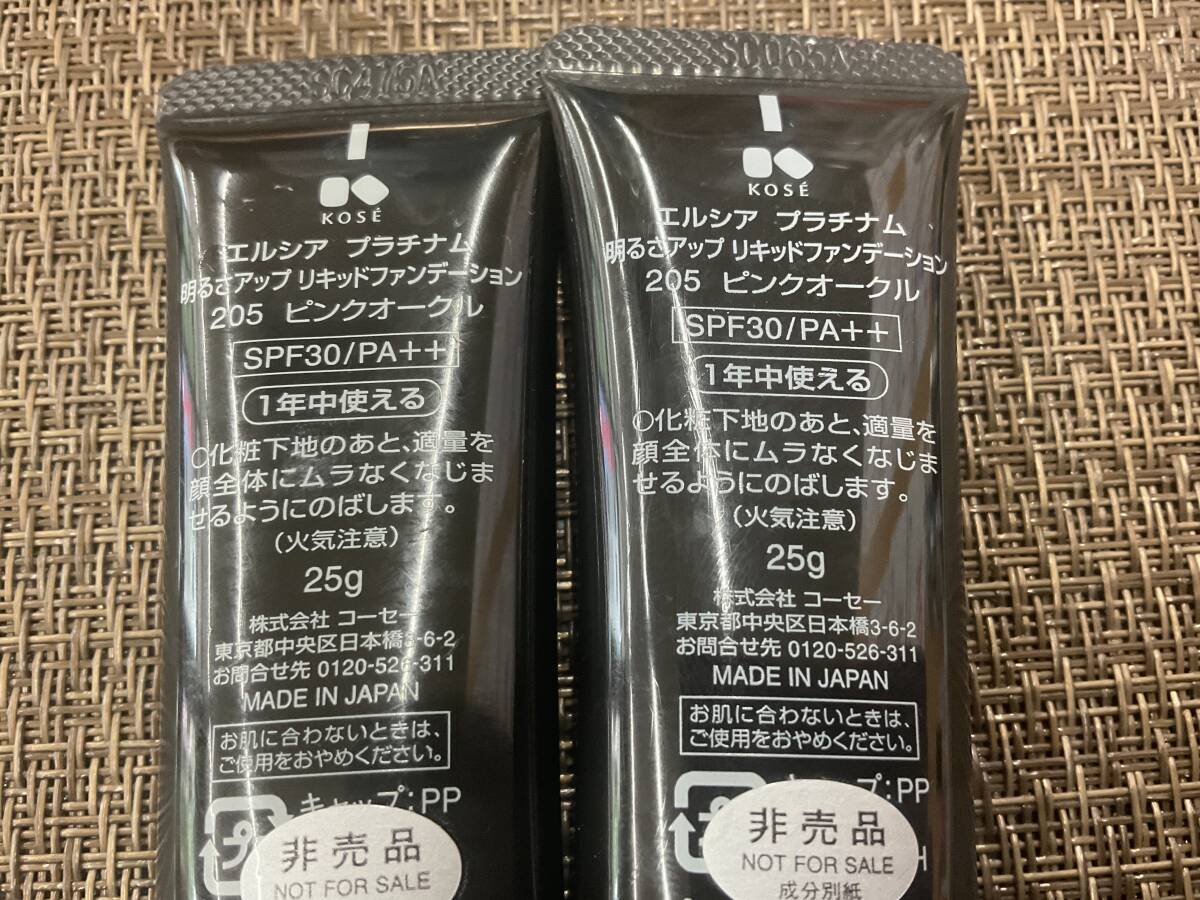 SC475A
KOSÉ
エルシア プラチナム
明るさアップ リキッドファンデーション
205 ピンクオークル
SPF30/PA++
1年中使える
○化粧下地のあと、適量を
顔全体にムラなくなじま
せるようにのばします。
(火気注意)
25g
株式会社 コーセー
東京都中央区日本橋3-6-2
お問合せ先 0120-526-311
MADE IN JAPAN
お肌に合わないときは、
ご使用をおやめください。
キャップ:PP
プ
非売品
NOT FOR SALE
SO065A
KOSÉ
エルシア プラチナム
明るさアップ リキッドファンデーション
205 ピンクオークル
SPF30/PA++
1年中使える
○化粧下地のあと、適量を
顔全体にムラなくなじま
せるようにのばします。
(火気注意)
25g
株式会社 コーセー
東京都中央区日本橋3-6-2
お問合せ先 0120-526-311
MADE IN JAPAN
お肌に合わないときは、
ご使用をおやめください。
プ:PP
非売品
NOT FOR SALE
成分別紙